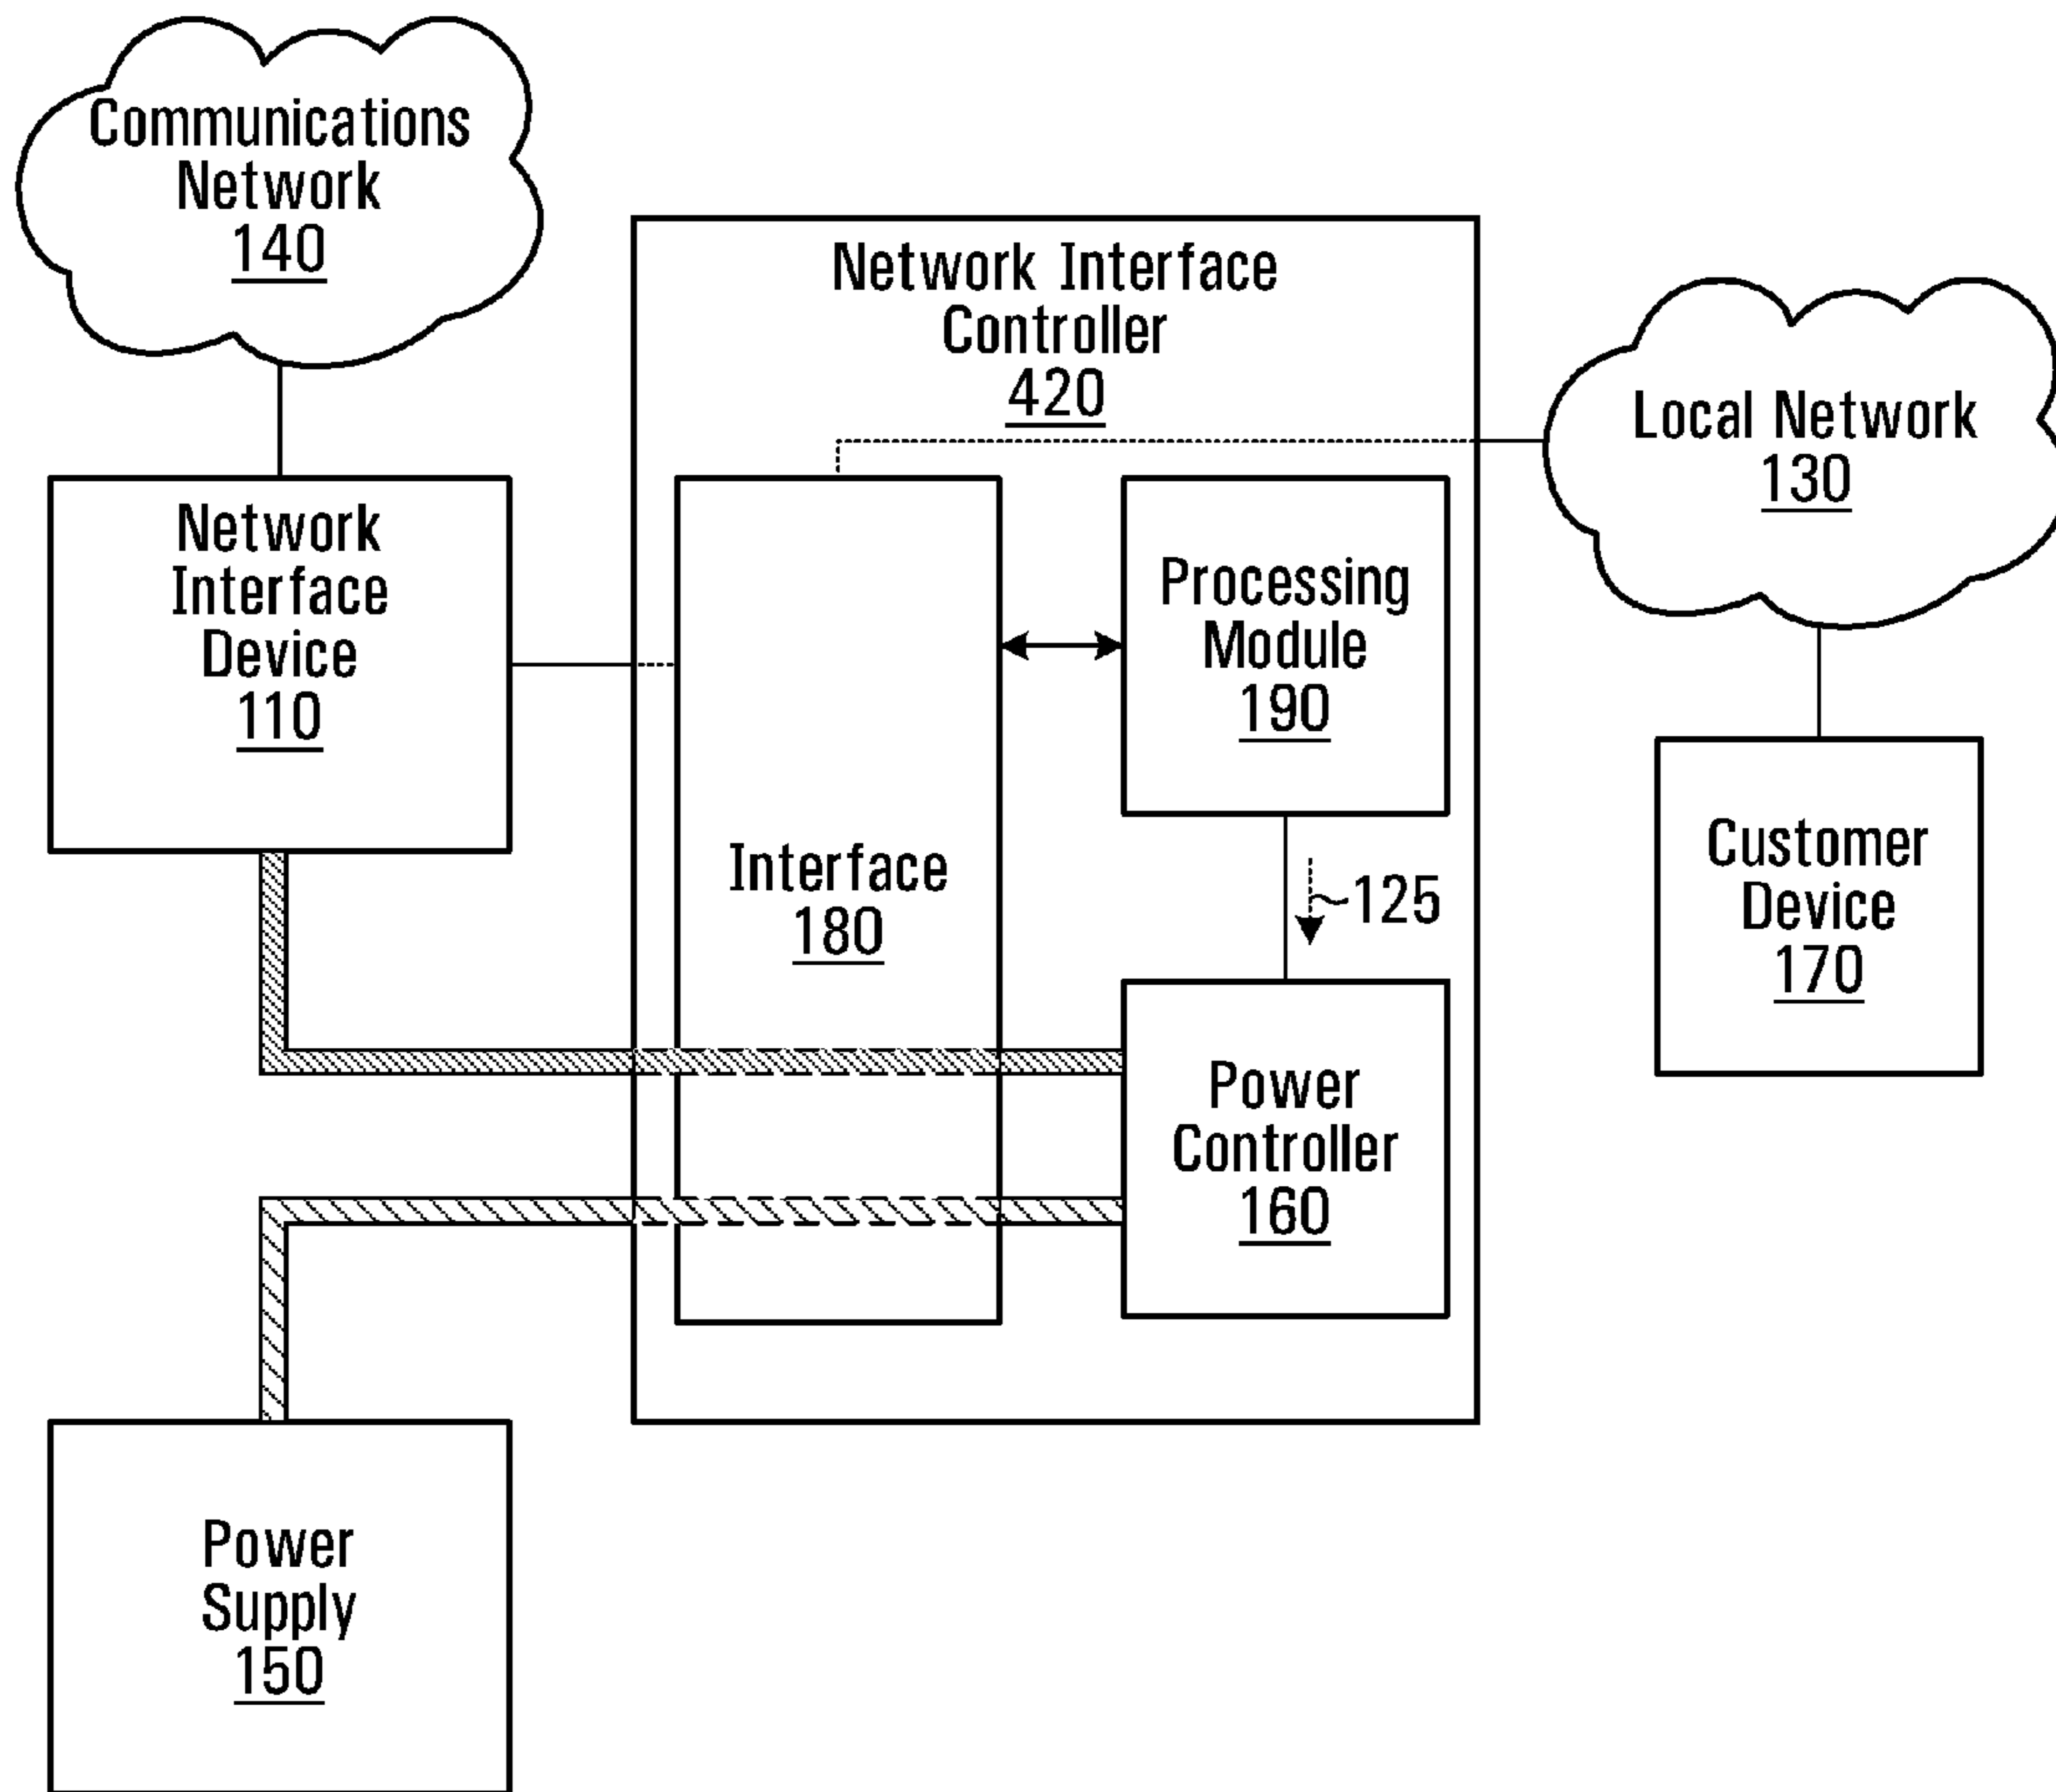 Communications
Network
140
Network Interface
Controller
420
Local Network
130
Network
Interface
Device
110
Processing
Module
190
Interface
180
125
Customer
Device
170
Power
Controller
160
Power
Supply
150